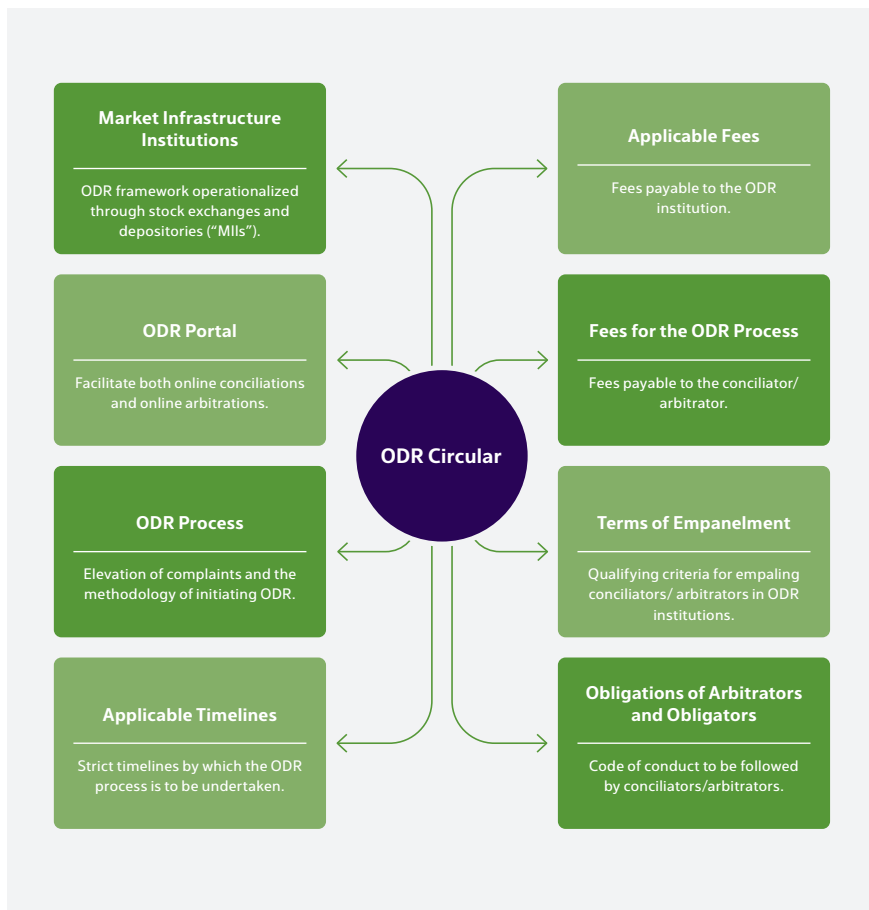 Market Infrastructure
Institutions
ODR framework operationalized
through stock exchanges and
depositories (“MIIs”).
Applicable Fees
Fees payable to the ODR
institution.
ODR Portal
Facilitate both online conciliations
and online arbitrations.
Fees for the ODR Process
Fees payable to the conciliator/
arbitrator.
ODR Circular
ODR Process
Elevation of complaints and the
methodology of initiating ODR.
Terms of Empanelment
Qualifying criteria for empaling
conciliators/ arbitrators in ODR
institutions.
Applicable Timelines
Strict timelines by which the ODR
process is to be undertaken.
Obligations of Arbitrators
and Obligators
Code of conduct to be followed
by conciliators/arbitrators.